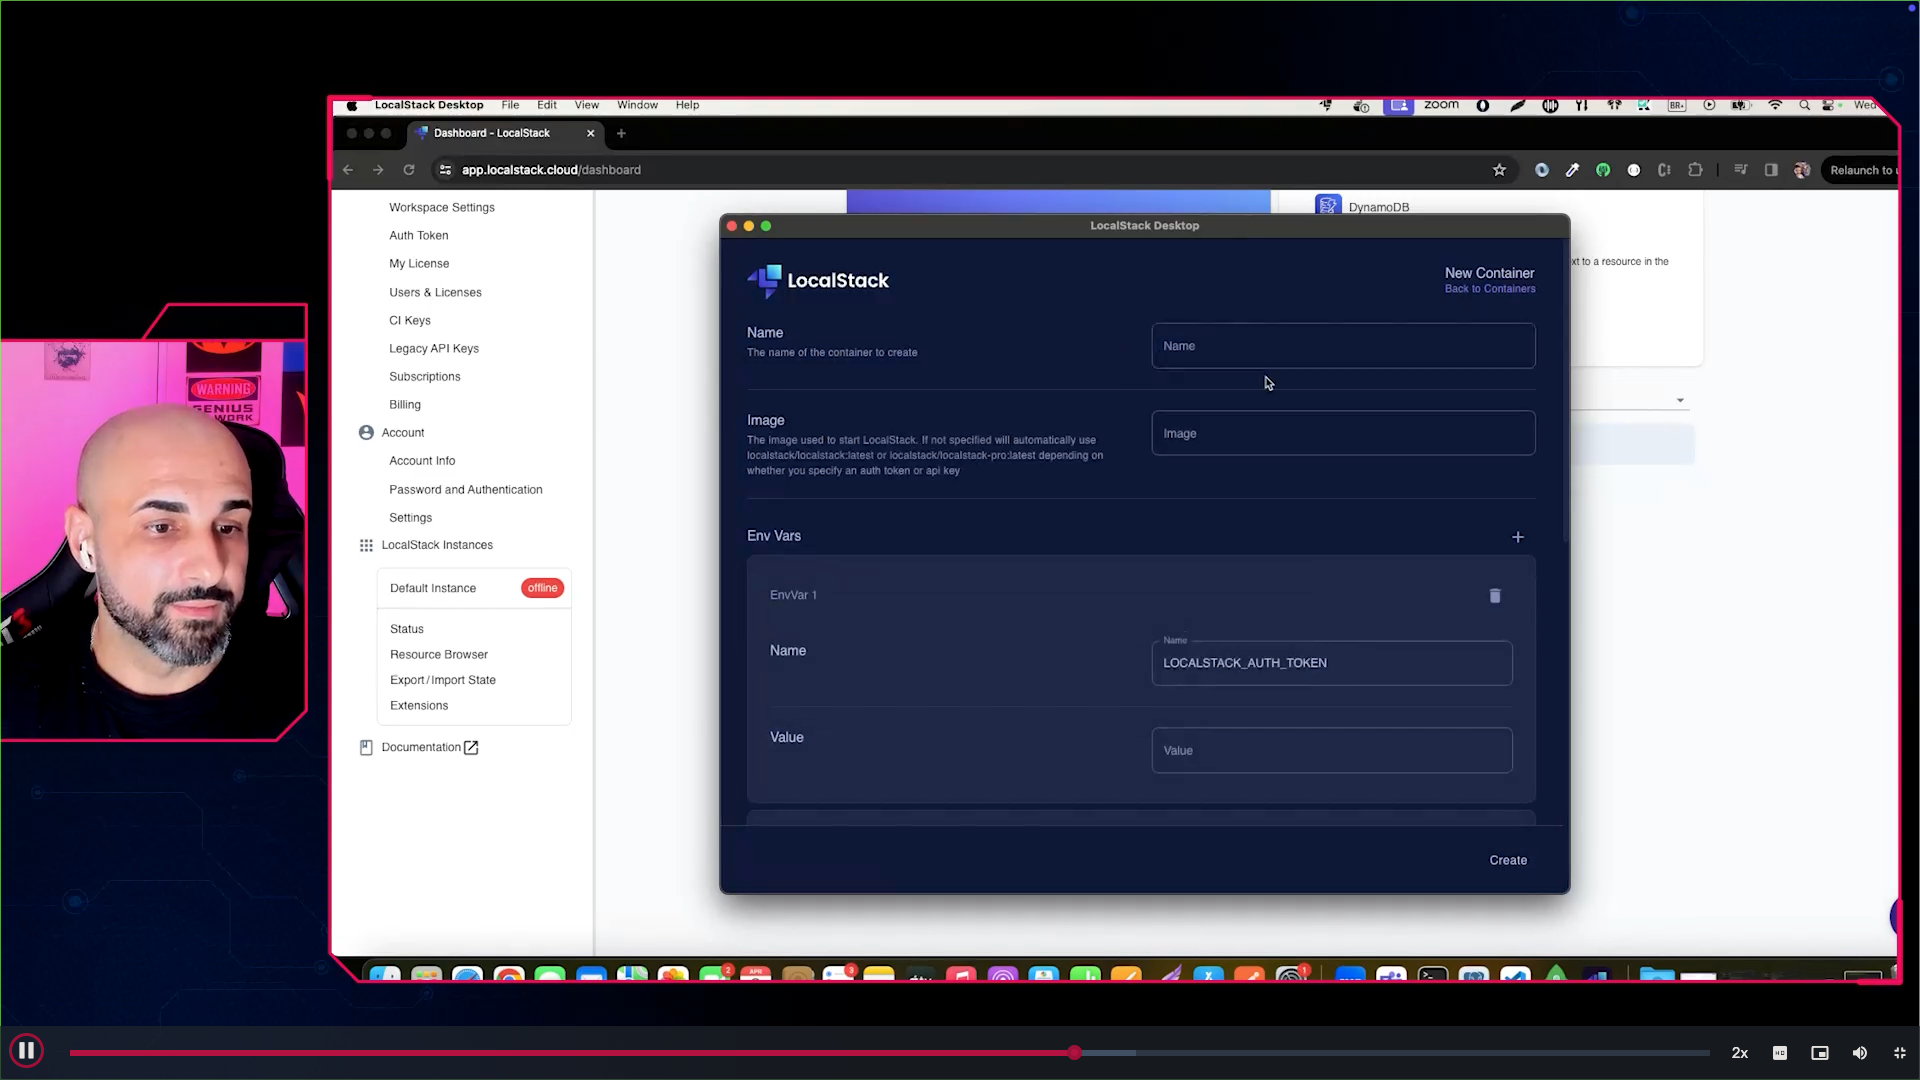 LocalStack Desktop File Edit View Window Help
zoom
BR
Wed
Dashboard - LocalStack
app.localstack.cloud/dashboard
Relaunch to u
Workspace Settings
Auth Token
My License
Users & Licenses
CI Keys
Legacy API Keys
Subscriptions
Billing
Account
Account Info
Password and Authentication
Settings
LocalStack Instances
Default Instance
offline
Status
Resource Browser
Export/Import State
Extensions
Documentation
DynamoDB
xt to a resource in the
LocalStack Desktop
LocalStack
New Container
Back to Containers
Name
The name of the container to create
Name
Image
The image used to start LocalStack. If not specified will automatically use
localstack/localstack:latest or localstack/localstack-pro:latest depending on
whether you specify an auth token or api key
Image
Env Vars
EnvVar 1
Name
Name
LOCALSTACK_AUTH_TOKEN
Value
Value
Create
WARNING
GENIUS
WORK
2
APR
3
1
2x